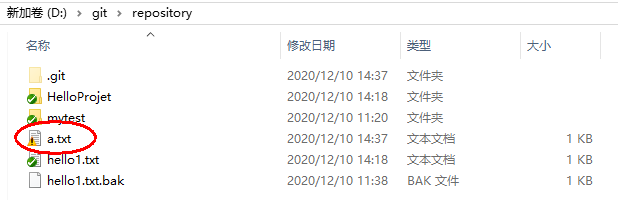 新加卷 (D:) > git > repository
名称 修改日期 类型 大小
.git 2020/12/10 14:37 文件夹
HelloProjet 2020/12/10 14:18 文件夹
mytest 2020/12/10 11:20 文件夹
a.txt 2020/12/10 14:37 文本文档 1 KB
hello1.txt 2020/12/10 14:18 文本文档 1 KB
hello1.txt.bak 2020/12/10 11:38 BAK 文件 1 KB